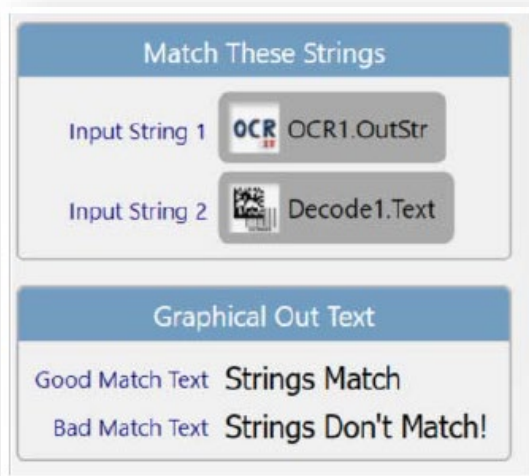 Match These Strings
Input String 1 OCR IT OCR1.OutStr
Input String 2 Decode1.Text
Graphical Out Text
Good Match Text Strings Match
Bad Match Text Strings Don't Match!